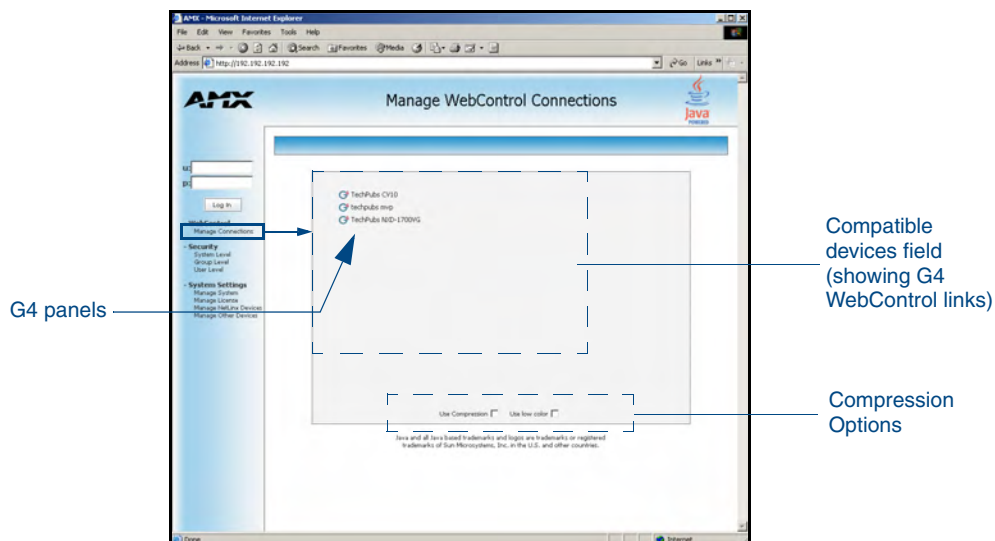 AMX - Microsoft Internet Explorer
File Edit View Favorites Tools Help
Back Search Favorites Media
Address http://192.192.192.192 Go Links »
AMX
Manage WebControl Connections
Java
POWERED
u:
p:
Log in
WebControl
Manage Connections
- Security
System Level
Group Level
User Level
- System Settings
Manage System
Manage License
Manage NetLinx Devices
Manage Other Devices
TechPubs CV10
techpubs mvp
TechPubs NXD-1700VG
G4 panels
Compatible
devices field
(showing G4
WebControl links)
Use Compression Use low color
Compression
Options
Java and all Java based trademarks and logos are trademarks or registered
trademarks of Sun Microsystems, Inc. in the U.S. and other countries.
Done Internet